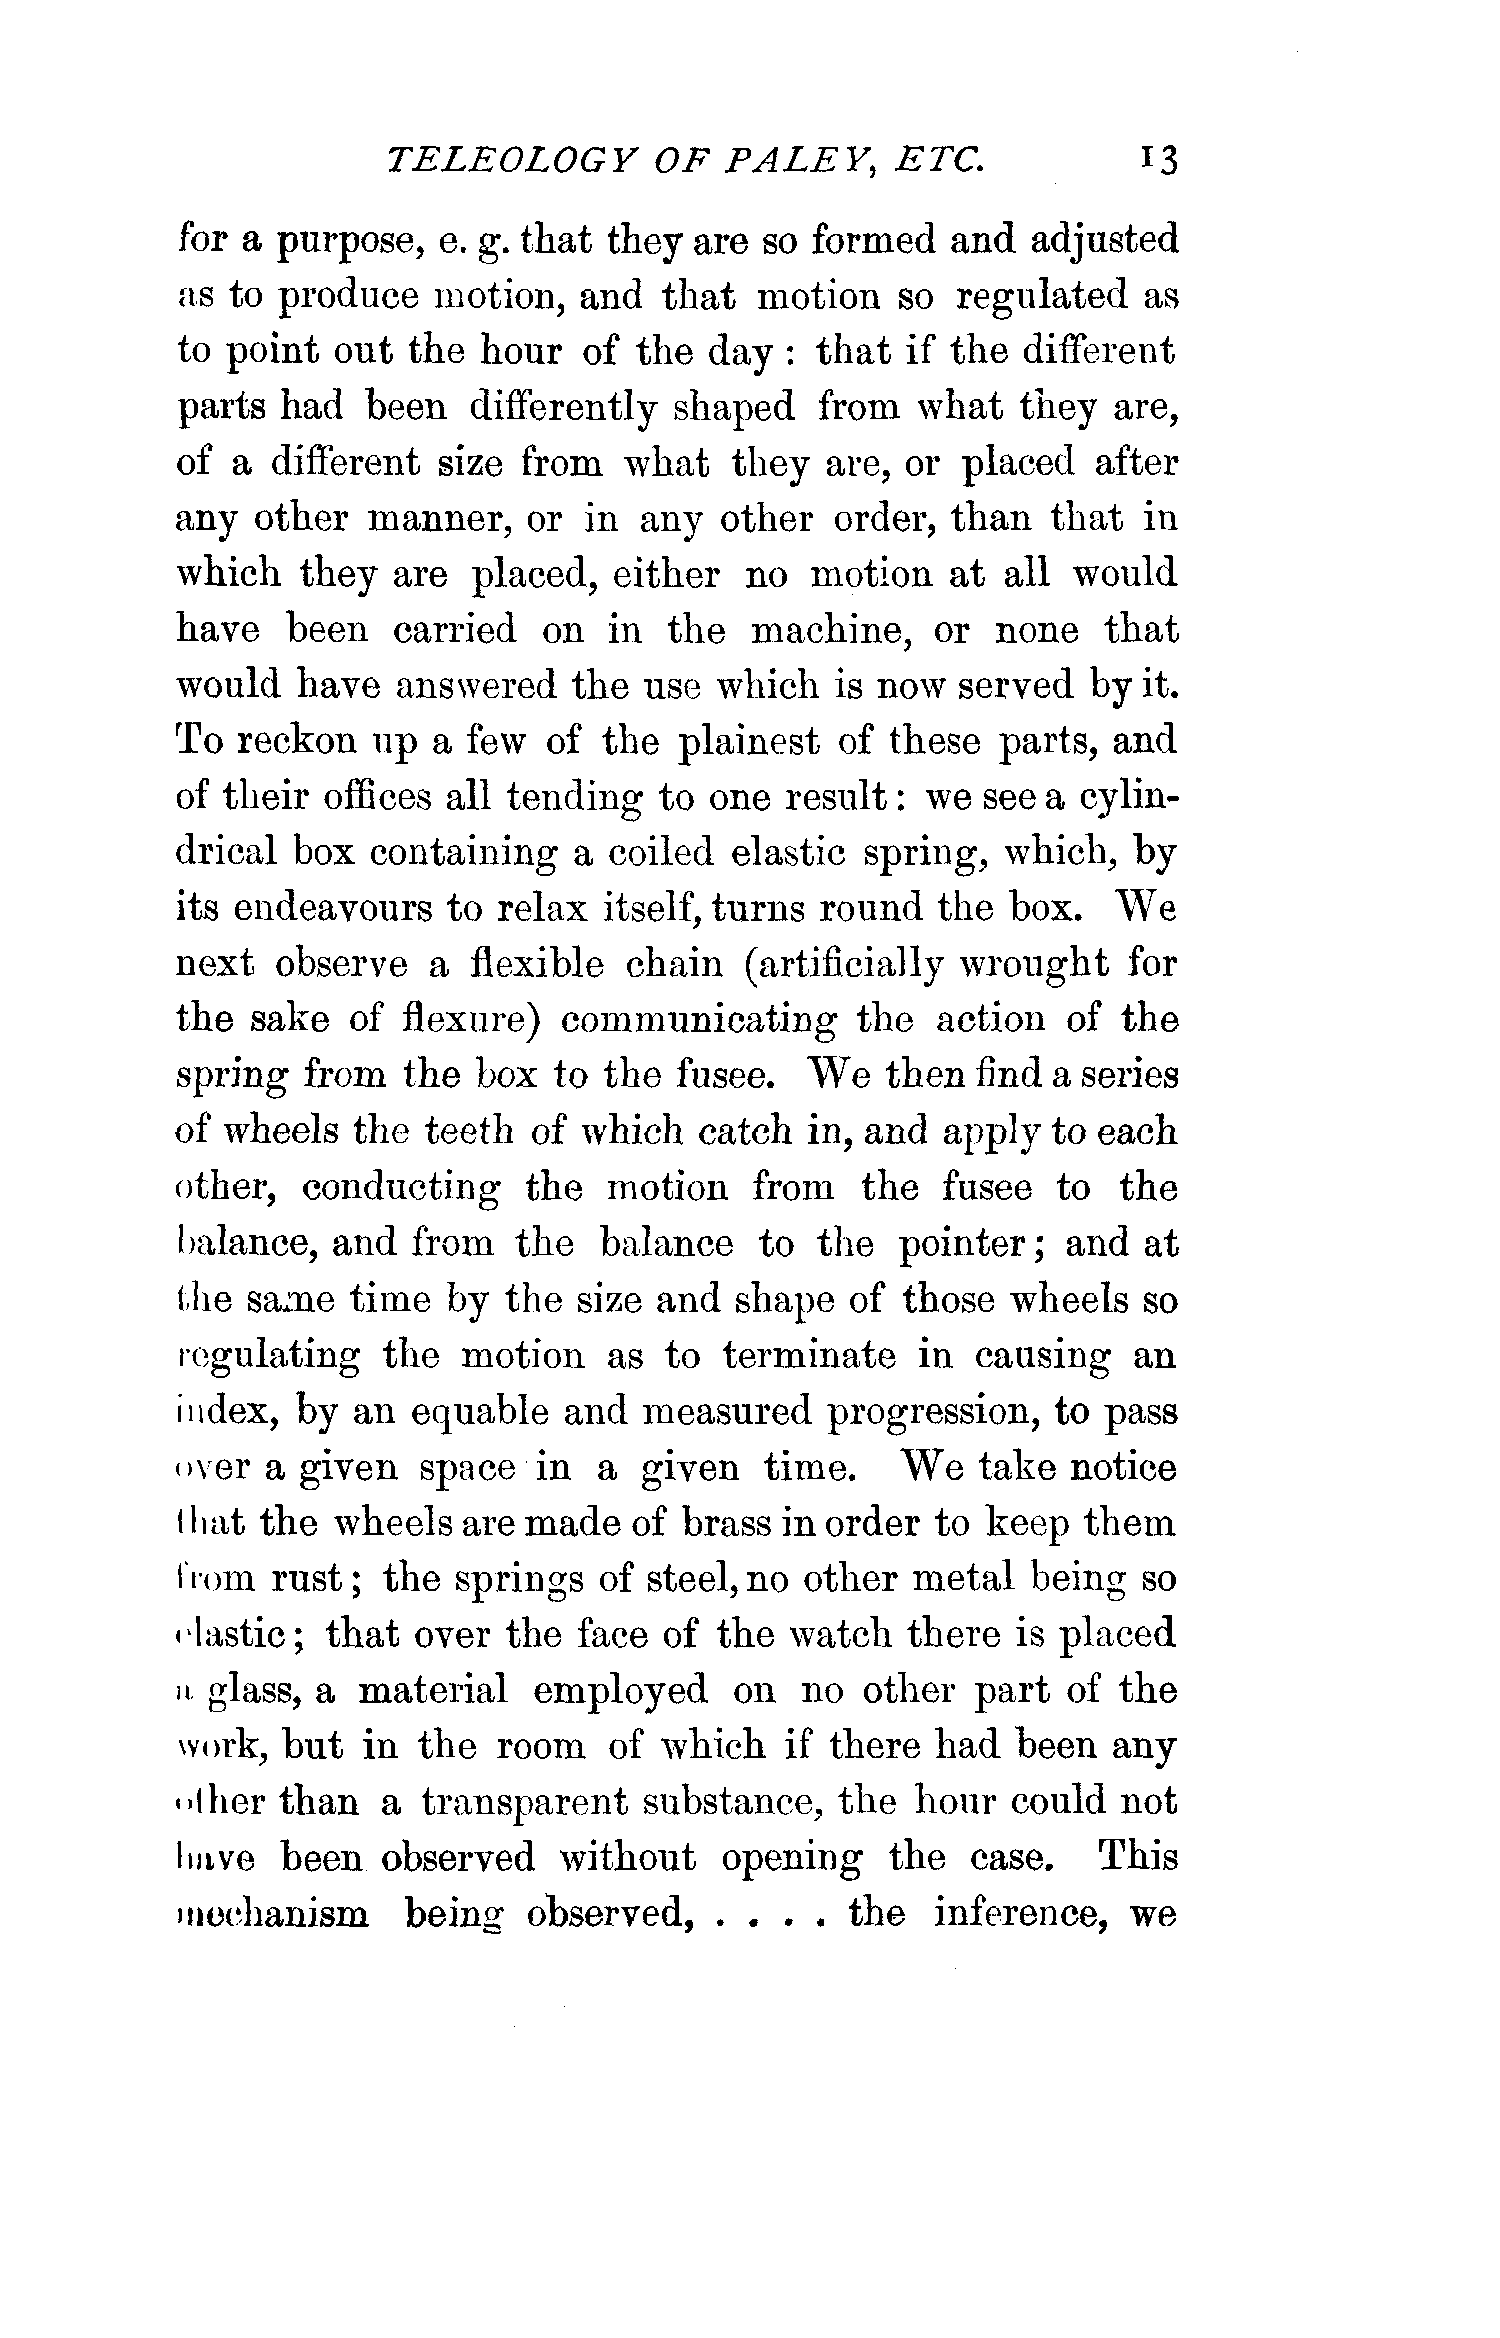 TELEOLOGY OF PALEY, ETC. 13
for a purpose, e. g. that they are so formed and adjusted
as to produce motion, and that motion so regulated as
to point out the hour of the day : that if the different
parts had been differently shaped from what they are,
of a different size from what they are, or placed after
any other manner, or in any other order, than that in
which they are placed, either no motion at all would
have been carried on in the machine, or none that
would have answered the use which is now served by it.
To reckon up a few of the plainest of these parts, and
of their offices all tending to one result : we see a cylin-
drical box containing a coiled elastic spring, which, by
its endeavours to relax itself, turns round the box. We
next observe a flexible chain (artificially wrought for
the sake of flexure) communicating the action of the
spring from the box to the fusee. We then find a series
of wheels the teeth of which catch in, and apply to each
other, conducting the motion from the fusee to the
balance, and from the balance to the pointer ; and at
the same time by the size and shape of those wheels so
regulating the motion as to terminate in causing an
index, by an equable and measured progression, to pass
over a given space in a given time. We take notice
that the wheels are made of brass in order to keep them
from rust ; the springs of steel, no other metal being so
elastic ; that over the face of the watch there is placed
a glass, a material employed on no other part of the
work, but in the room of which if there had been any
other than a transparent substance, the hour could not
have been observed without opening the case. This
mechanism being observed, . . . . the inference, we